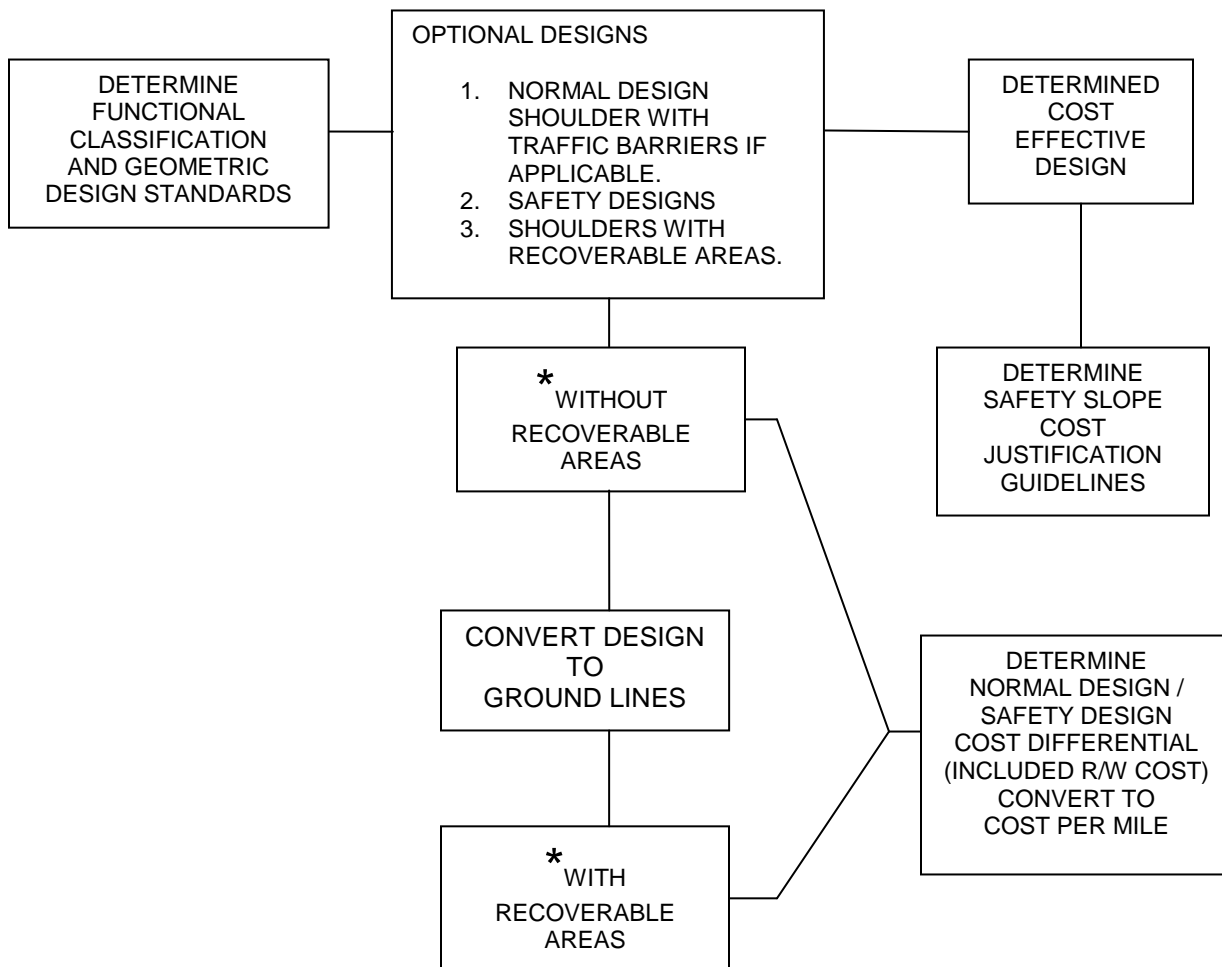 DETERMINE
FUNCTIONAL
CLASSIFICATION
AND GEOMETRIC
DESIGN STANDARDS
OPTIONAL DESIGNS
1. NORMAL DESIGN
SHOULDER WITH
TRAFFIC BARRIERS IF
APPLICABLE.
2. SAFETY DESIGNS
3. SHOULDERS WITH
RECOVERABLE AREAS.
DETERMINED
COST
EFFECTIVE
DESIGN
*WITHOUT
RECOVERABLE
AREAS
DETERMINE
SAFETY SLOPE
COST
JUSTIFICATION
GUIDELINES
CONVERT DESIGN
TO
GROUND LINES
DETERMINE
NORMAL DESIGN /
SAFETY DESIGN
COST DIFFERENTIAL
(INCLUDED R/W COST)
CONVERT TO
COST PER MILE
*WITH
RECOVERABLE
AREAS